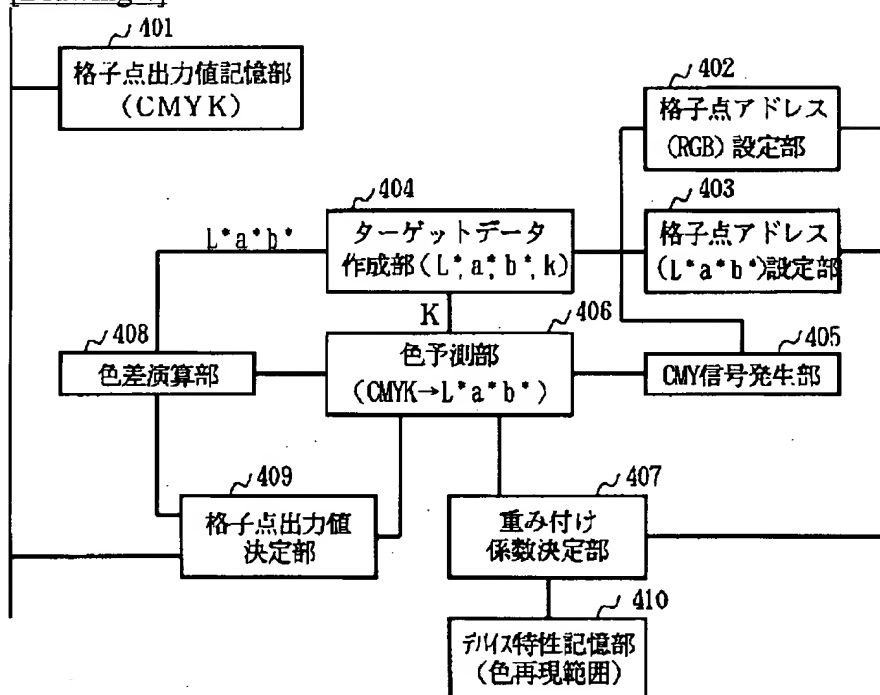 401
格子点出力値記憶部
(CMYK)
402
格子点アドレス
(RGB) 設定部
404
403
L*a*b*
ターゲットデータ
作成部(L*,a*,b*,k)
格子点アドレス
(L*a*b*)設定部
K
406
408
405
色予測部
(CMYK→L*a*b*)
色差演算部
CMY信号発生部
409
407
格子点出力値
決定部
重み付け
係数決定部
410
デバイス特性記憶部
(色再現範囲)